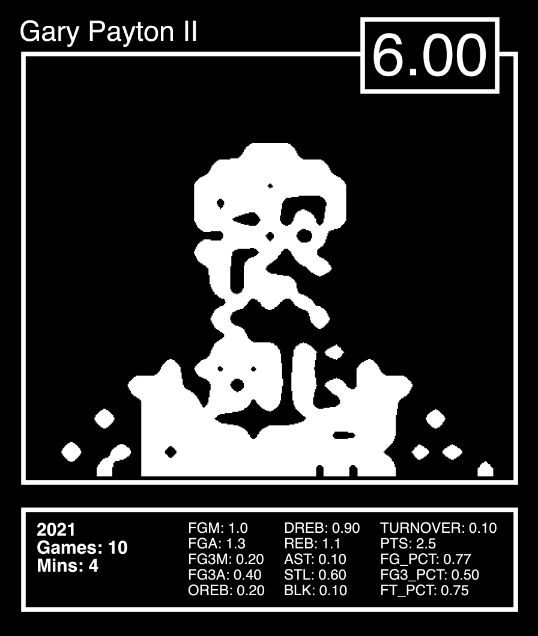 Gary Payton II
6.00
2021
Games: 10
Mins: 4
FGM: 1.0
FGA: 1.3
FG3M: 0.20
FG3A: 0.40
OREB: 0.20
DREB: 0.90
REB: 1.1
AST: 0.10
STL: 0.60
BLK: 0.10
TURNOVER: 0.10
PTS: 2.5
FG_PCT: 0.77
FG3_PCT: 0.50
FT_PCT: 0.75